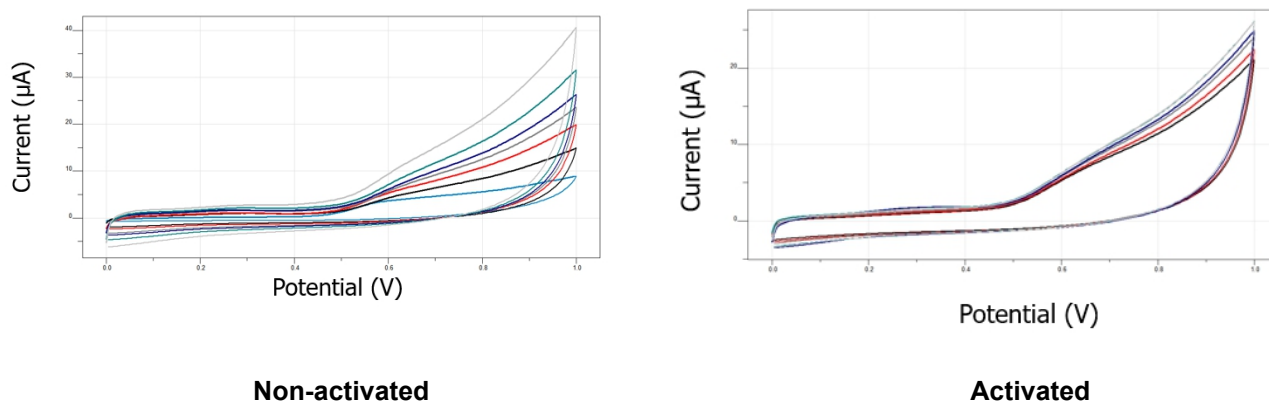 Current (µA)
40
30
20
10
0
0.0 0.2 0.4 0.6 0.8 1.0
Potential (V)
Non-activated
Current (µA)
20
10
0
0.0 0.2 0.4 0.6 0.8 1.0
Potential (V)
Activated